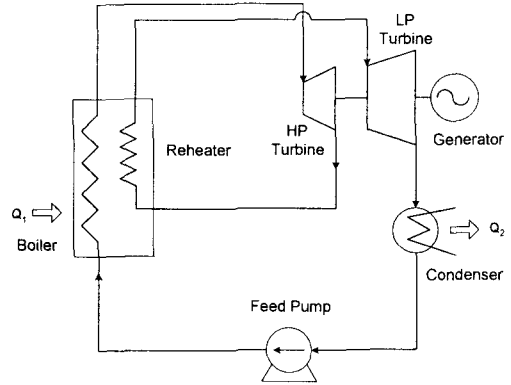 LP
Turbine
HP
Turbine
Reheater
Generator
Q₁
Boiler
Q₂
Condenser
Feed Pump